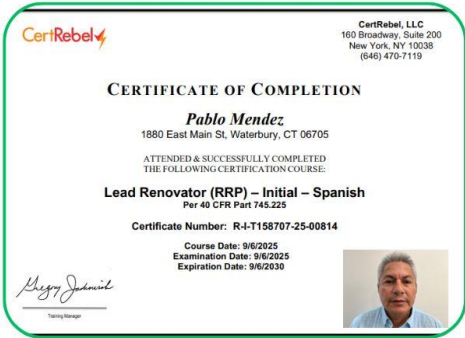 CertRebel
CertRebel, LLC
160 Broadway, Suite 200
New York, NY 10038
(646) 470-7119
CERTIFICATE OF COMPLETION
Pablo Mendez
1880 East Main St, Waterbury, CT 06705
ATTENDED & SUCCESSFULLY COMPLETED
THE FOLLOWING CERTIFICATION COURSE:
Lead Renovator (RRP) – Initial – Spanish
Per 40 CFR Part 745.225
Certificate Number: R-I-T158707-25-00814
Course Date: 9/6/2025
Examination Date: 9/6/2025
Expiration Date: 9/6/2030
Training Manager